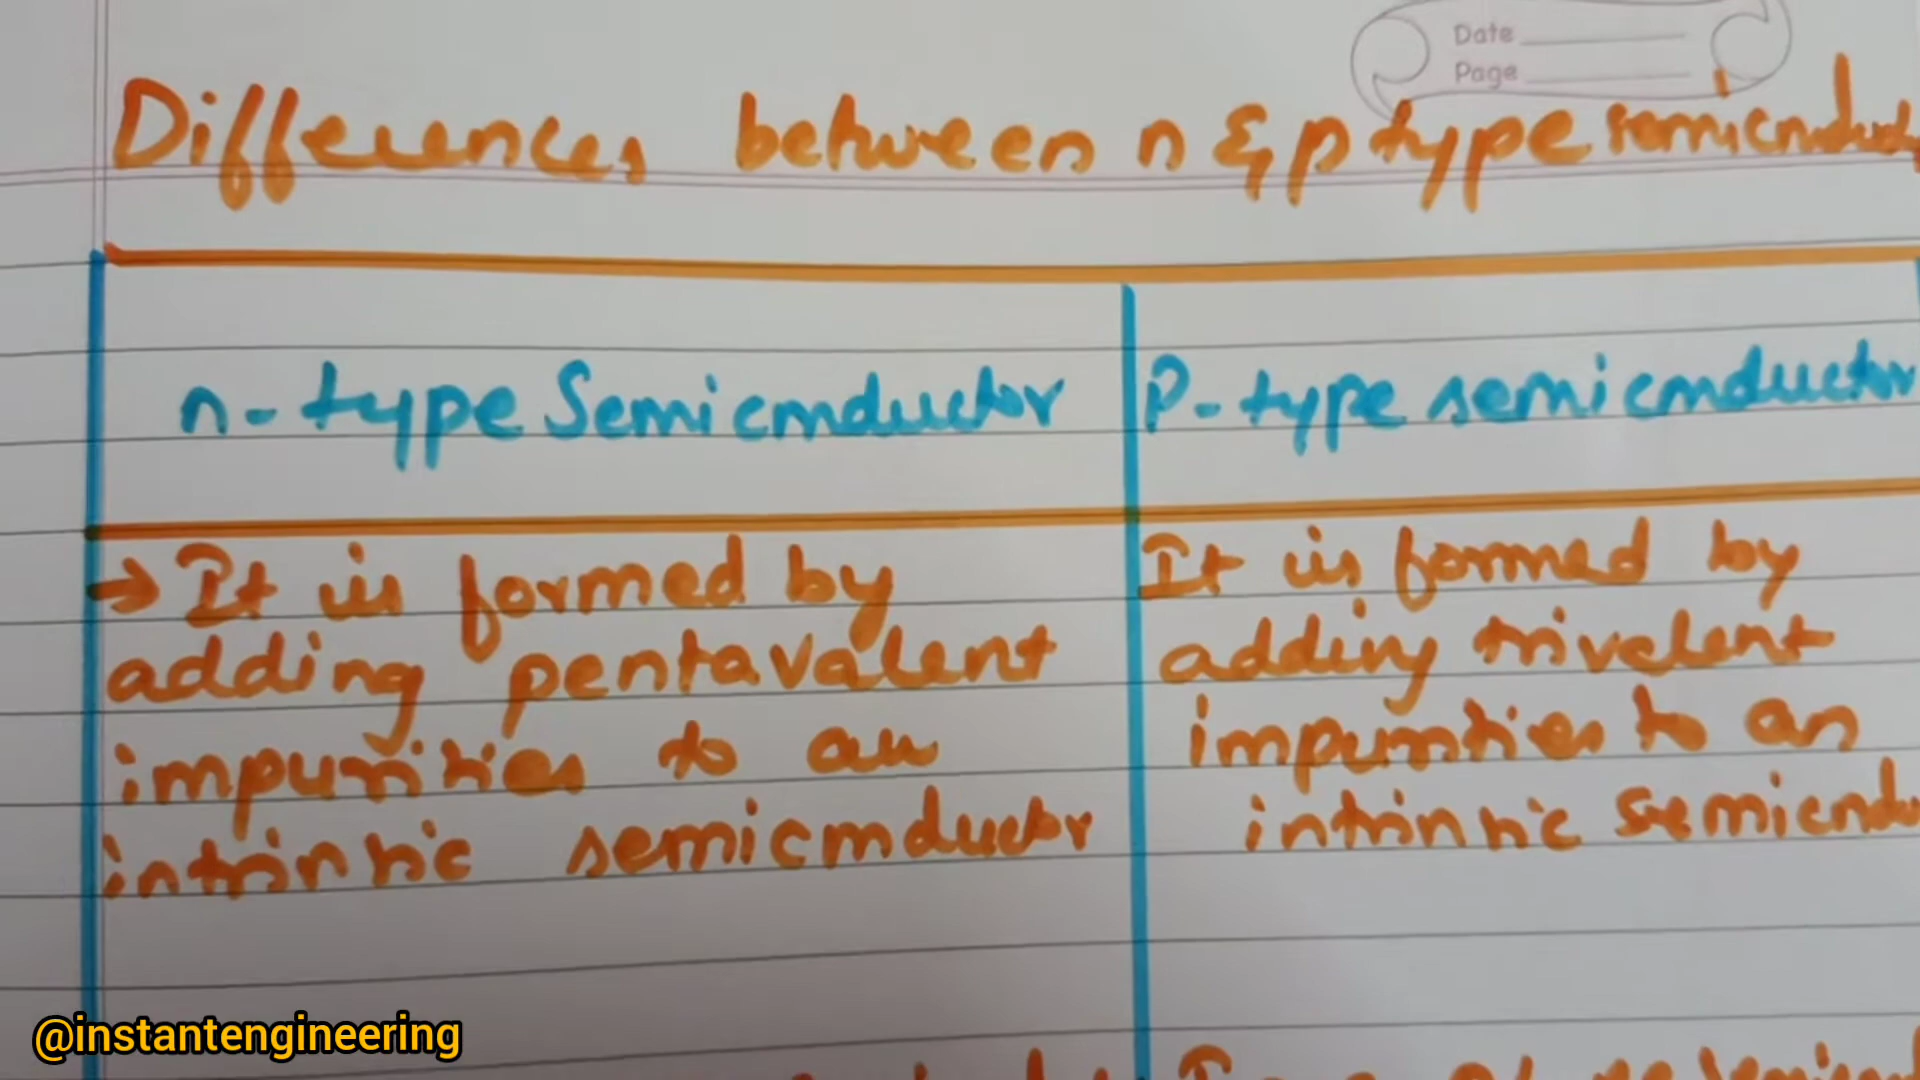 Date
Page
Differences between n & p type semiconduct
n - type Semiconductor
P - type semiconductor
→ It is formed by
adding pentavalent
impurities to an
intrinsic semiconductor
It is formed by
adding trivalent
impurities to an
intrinsic semicondu
@instantengineering